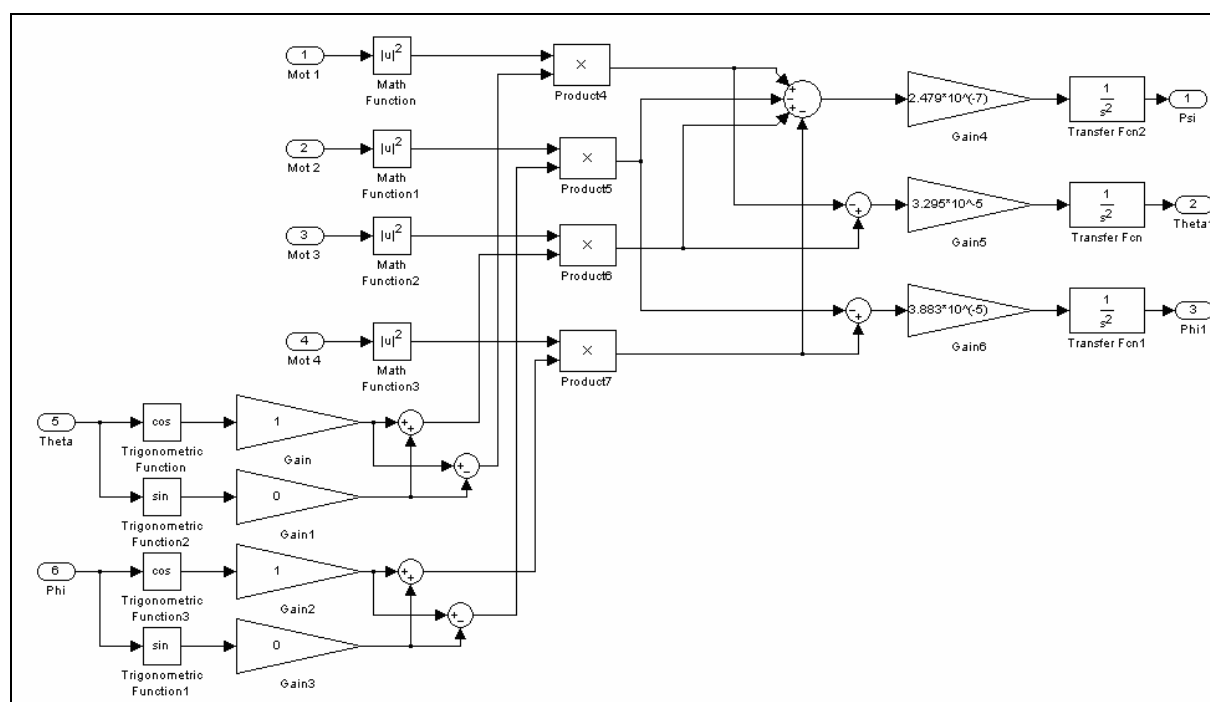 1
Mot 1
|u|²
Math
Function
×
Product4
2
Mot 2
|u|²
Math
Function1
×
Product5
3
Mot 3
|u|²
Math
Function2
×
Product6
4
Mot 4
|u|²
Math
Function3
×
Product7
+
−
+
−
2.479*10^(-7)
Gain4
1
s²
Transfer Fcn2
1
Psi
−
+
3.295*10^-5
Gain5
1
s²
Transfer Fcn
2
Theta1
−
+
3.883*10^(-5)
Gain6
1
s²
Transfer Fcn1
3
Phi1
5
Theta
cos
Trigonometric
Function
1
Gain
+
+
+
−
sin
Trigonometric
Function2
0
Gain1
6
Phi
cos
Trigonometric
Function3
1
Gain2
+
+
+
−
sin
Trigonometric
Function1
0
Gain3